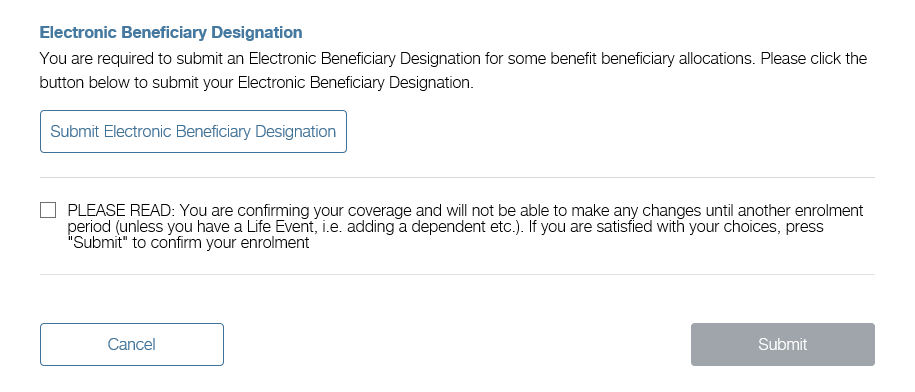 Electronic Beneficiary Designation
You are required to submit an Electronic Beneficiary Designation for some benefit beneficiary allocations. Please click the
button below to submit your Electronic Beneficiary Designation.
Submit Electronic Beneficiary Designation
PLEASE READ: You are confirming your coverage and will not be able to make any changes until another enrolment
period (unless you have a Life Event, i.e. adding a dependent etc.). If you are satisfied with your choices, press
"Submit" to confirm your enrolment
Cancel
Submit